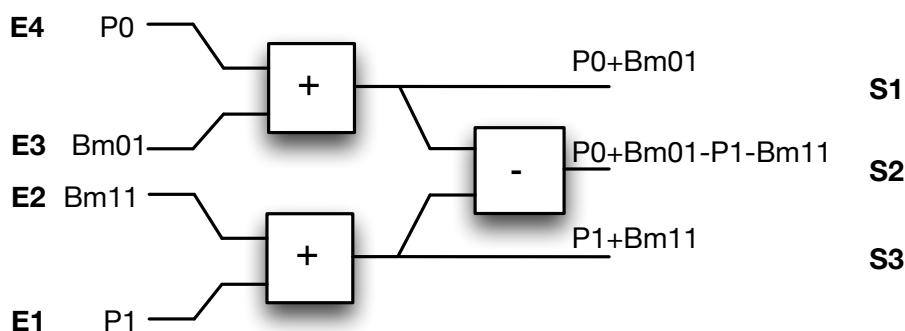 E4 P0
+
P0+Bm01
S1
E3 Bm01
-
P0+Bm01-P1-Bm11
S2
E2 Bm11
+
P1+Bm11
S3
E1 P1